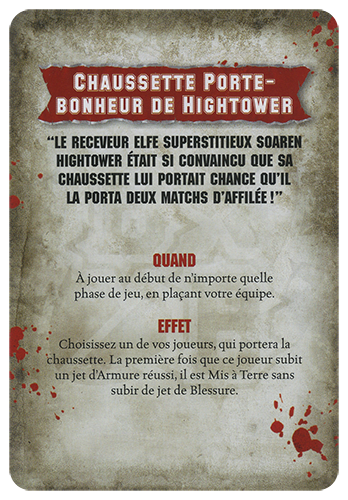 Chaussette Porte-
bonheur de Hightower
“Le receveur elfe superstitieux Soaren
Hightower était si convaincu que sa
chaussette lui portait chance qu'il
la porta deux matchs d'affilée !”
QUAND
À jouer au début de n'importe quelle
phase de jeu, en plaçant votre équipe.
EFFET
Choisissez un de vos joueurs, qui portera la
chaussette. La première fois que ce joueur subit
un jet d'Armure réussi, il est Mis à Terre sans
subir de jet de Blessure.